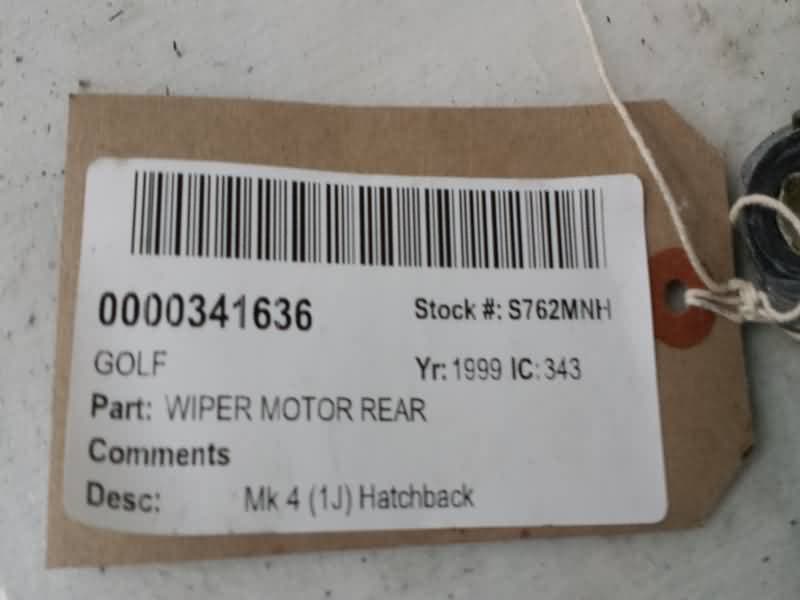 0000341636 Stock #: S762MNH
GOLF Yr: 1999 IC: 343
Part: WIPER MOTOR REAR
Comments
Desc: Mk 4 (1J) Hatchback